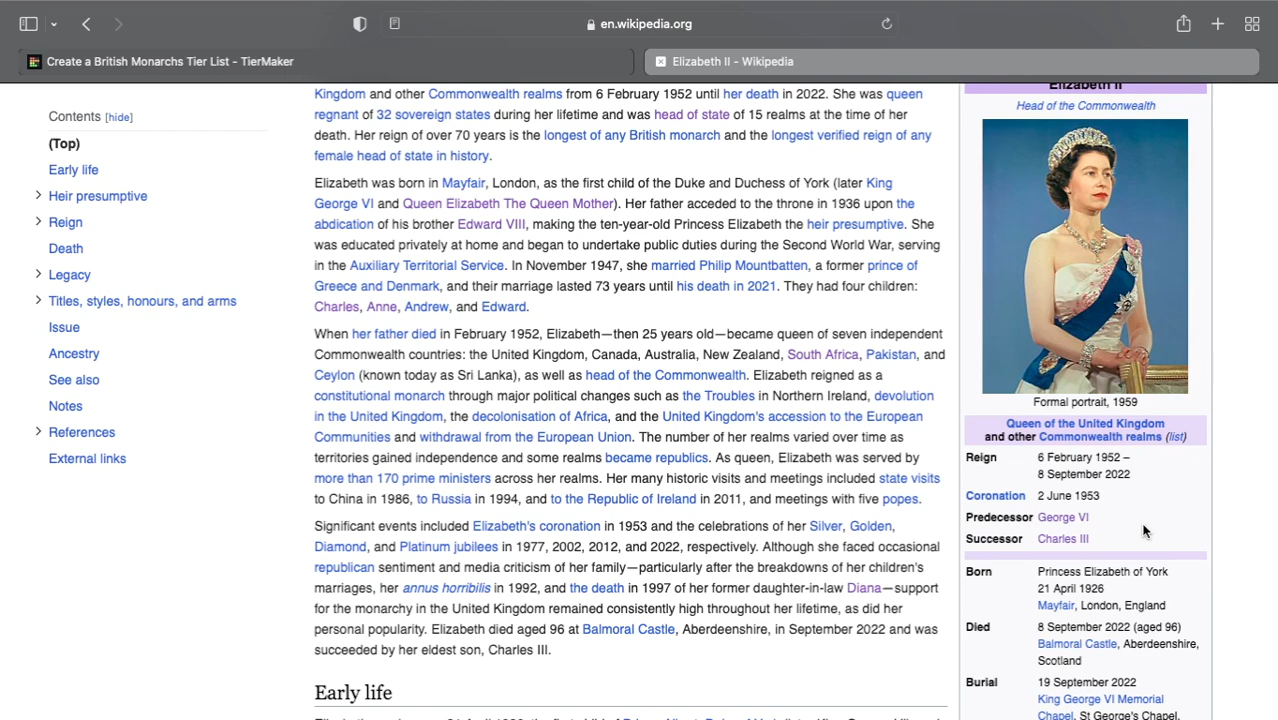 en.wikipedia.org
Create a British Monarchs Tier List - TierMaker
Elizabeth II - Wikipedia
Contents [hide]
(Top)
Early life
Heir presumptive
Reign
Death
Legacy
Titles, styles, honours, and arms
Issue
Ancestry
See also
Notes
References
External links
Kingdom and other Commonwealth realms from 6 February 1952 until her death in 2022. She was queen
regnant of 32 sovereign states during her lifetime and was head of state of 15 realms at the time of her
death. Her reign of over 70 years is the longest of any British monarch and the longest verified reign of any
female head of state in history.
Elizabeth was born in Mayfair, London, as the first child of the Duke and Duchess of York (later King
George VI and Queen Elizabeth The Queen Mother). Her father acceded to the throne in 1936 upon the
abdication of his brother Edward VIII, making the ten-year-old Princess Elizabeth the heir presumptive. She
was educated privately at home and began to undertake public duties during the Second World War, serving
in the Auxiliary Territorial Service. In November 1947, she married Philip Mountbatten, a former prince of
Greece and Denmark, and their marriage lasted 73 years until his death in 2021. They had four children:
Charles, Anne, Andrew, and Edward.
When her father died in February 1952, Elizabeth—then 25 years old—became queen of seven independent
Commonwealth countries: the United Kingdom, Canada, Australia, New Zealand, South Africa, Pakistan, and
Ceylon (known today as Sri Lanka), as well as head of the Commonwealth. Elizabeth reigned as a
constitutional monarch through major political changes such as the Troubles in Northern Ireland, devolution
in the United Kingdom, the decolonisation of Africa, and the United Kingdom's accession to the European
Communities and withdrawal from the European Union. The number of her realms varied over time as
territories gained independence and some realms became republics. As queen, Elizabeth was served by
more than 170 prime ministers across her realms. Her many historic visits and meetings included state visits
to China in 1986, to Russia in 1994, and to the Republic of Ireland in 2011, and meetings with five popes.
Significant events included Elizabeth's coronation in 1953 and the celebrations of her Silver, Golden,
Diamond, and Platinum jubilees in 1977, 2002, 2012, and 2022, respectively. Although she faced occasional
republican sentiment and media criticism of her family—particularly after the breakdowns of her children's
marriages, her annus horribilis in 1992, and the death in 1997 of her former daughter-in-law Diana—support
for the monarchy in the United Kingdom remained consistently high throughout her lifetime, as did her
personal popularity. Elizabeth died aged 96 at Balmoral Castle, Aberdeenshire, in September 2022 and was
succeeded by her eldest son, Charles III.
Early life
Elizabeth II
Head of the Commonwealth
Formal portrait, 1959
Queen of the United Kingdom
and other Commonwealth realms (list)
Reign 6 February 1952 –
8 September 2022
Coronation 2 June 1953
Predecessor George VI
Successor Charles III
Born Princess Elizabeth of York
21 April 1926
Mayfair, London, England
Died 8 September 2022 (aged 96)
Balmoral Castle, Aberdeenshire,
Scotland
Burial 19 September 2022
King George VI Memorial
Chapel, St George's Chapel,